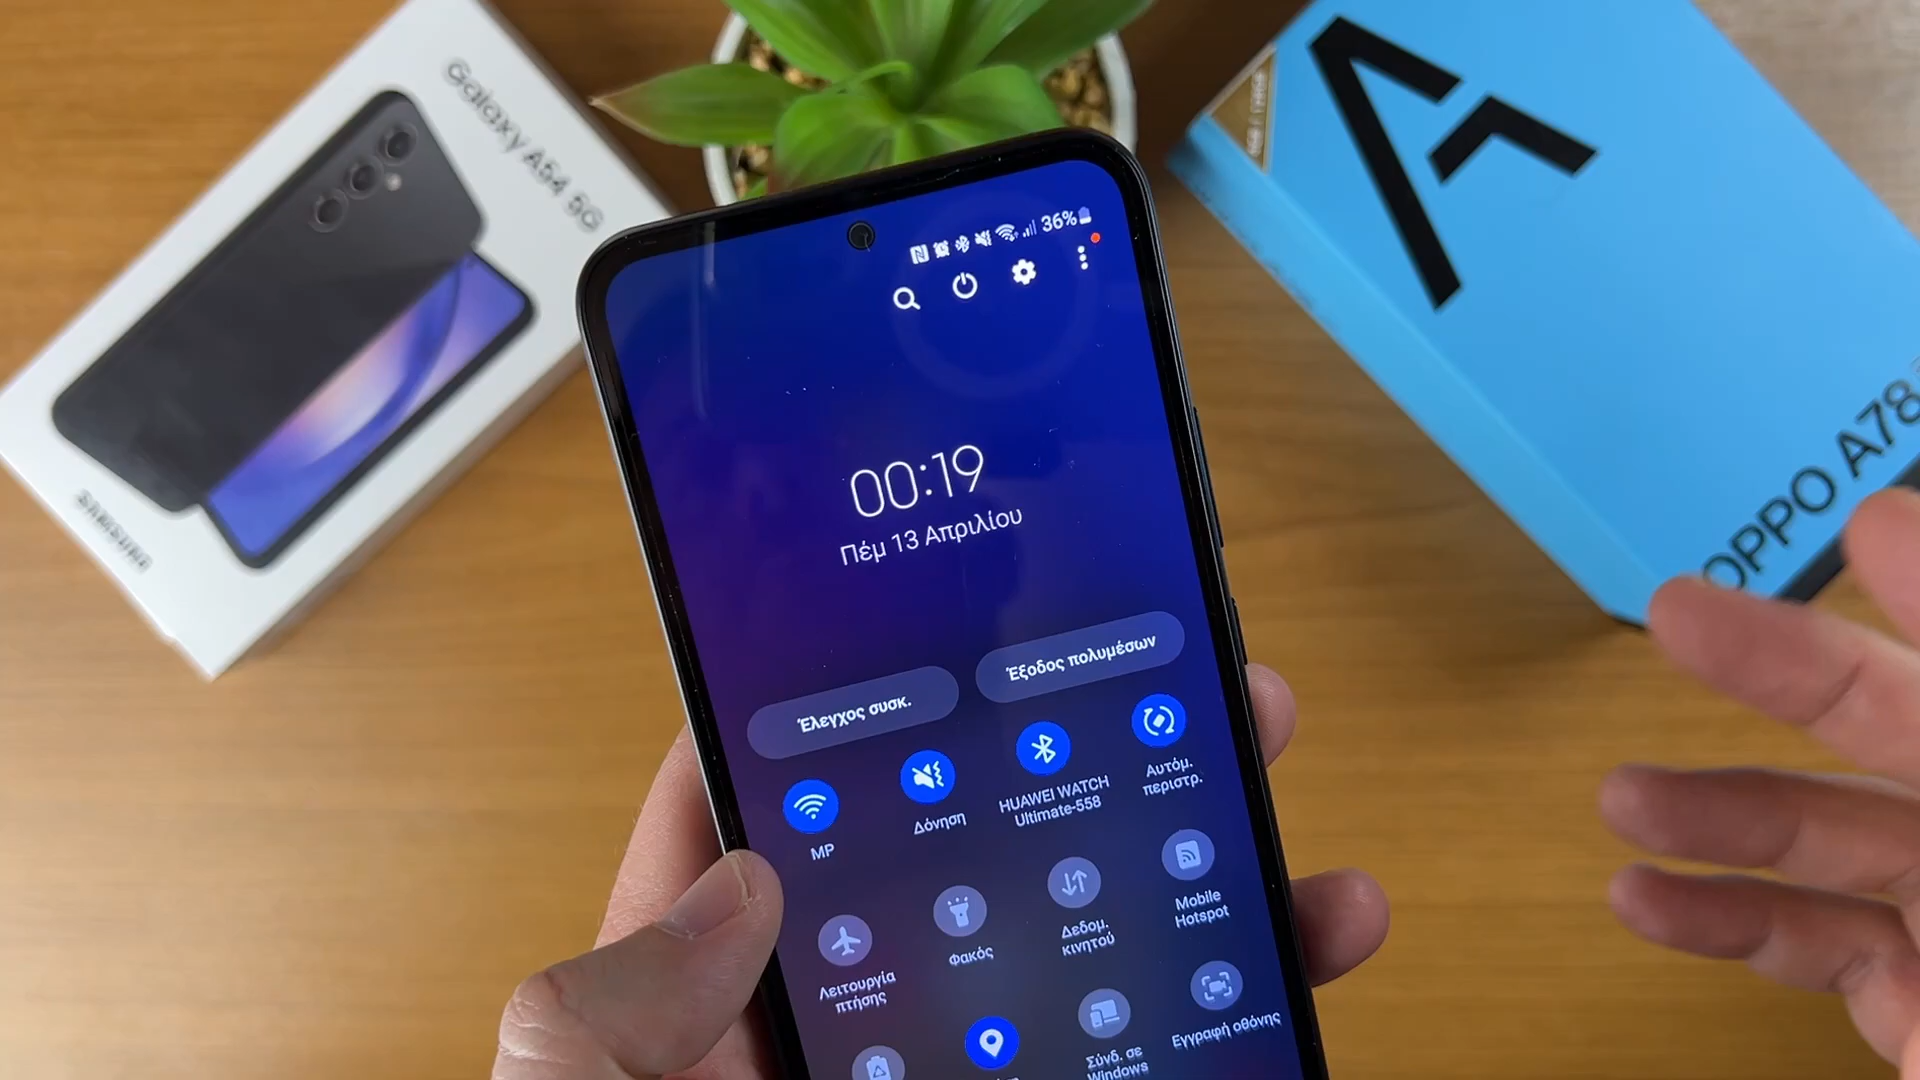 Galaxy A54 5G
SAMSUNG
OPPO A78
36%
00:19
Πέμ 13 Απριλίου
Έλεγχος συσκ.
Έξοδος πολυμέσων
MP
Δόνηση
HUAWEI WATCH
Ultimate-558
Αυτόμ.
περιστρ.
Λειτουργία
πτήσης
Φακός
Δεδομ.
κινητού
Mobile
Hotspot
Σύνδ. σε
Windows
Εγγραφή οθόνης